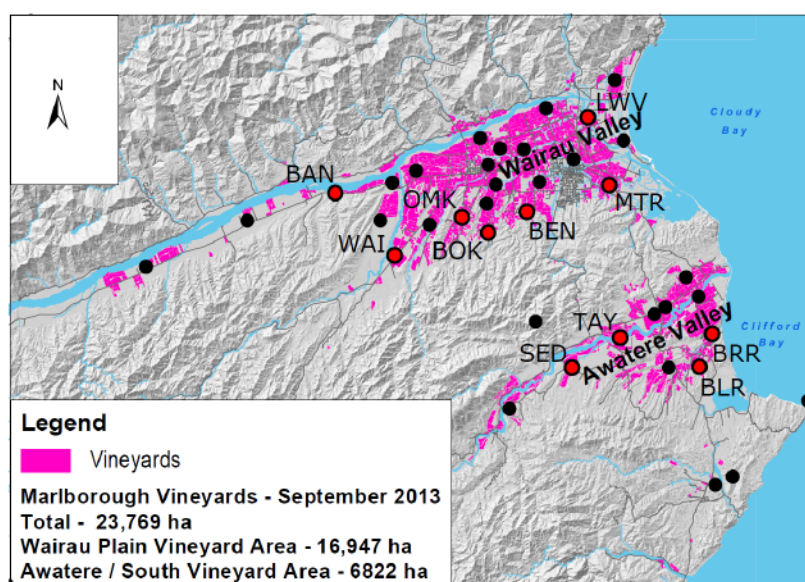 N
LWV
Cloudy
Bay
Wairau Valley
BAN
OMK
MTR
WAI
BOK
BEN
TAY
Clifford
Bay
SED
Awatere Valley
BRR
BLR
Legend
Vineyards
Marlborough Vineyards - September 2013
Total - 23,769 ha
Wairau Plain Vineyard Area - 16,947 ha
Awatere / South Vineyard Area - 6822 ha